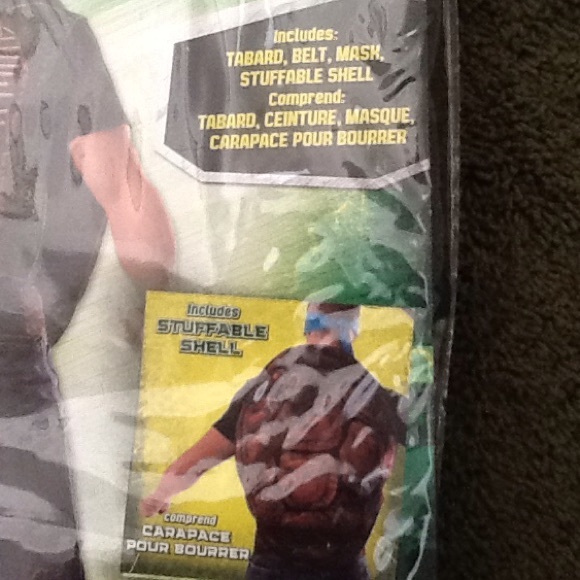 Includes:
TABARD, BELT, MASK,
STUFFABLE SHELL
Comprend:
TABARD, CEINTURE, MASQUE,
CARAPACE POUR BOURRER
Includes
STUFFABLE
SHELL
comprend
CARAPACE
POUR BOURRER